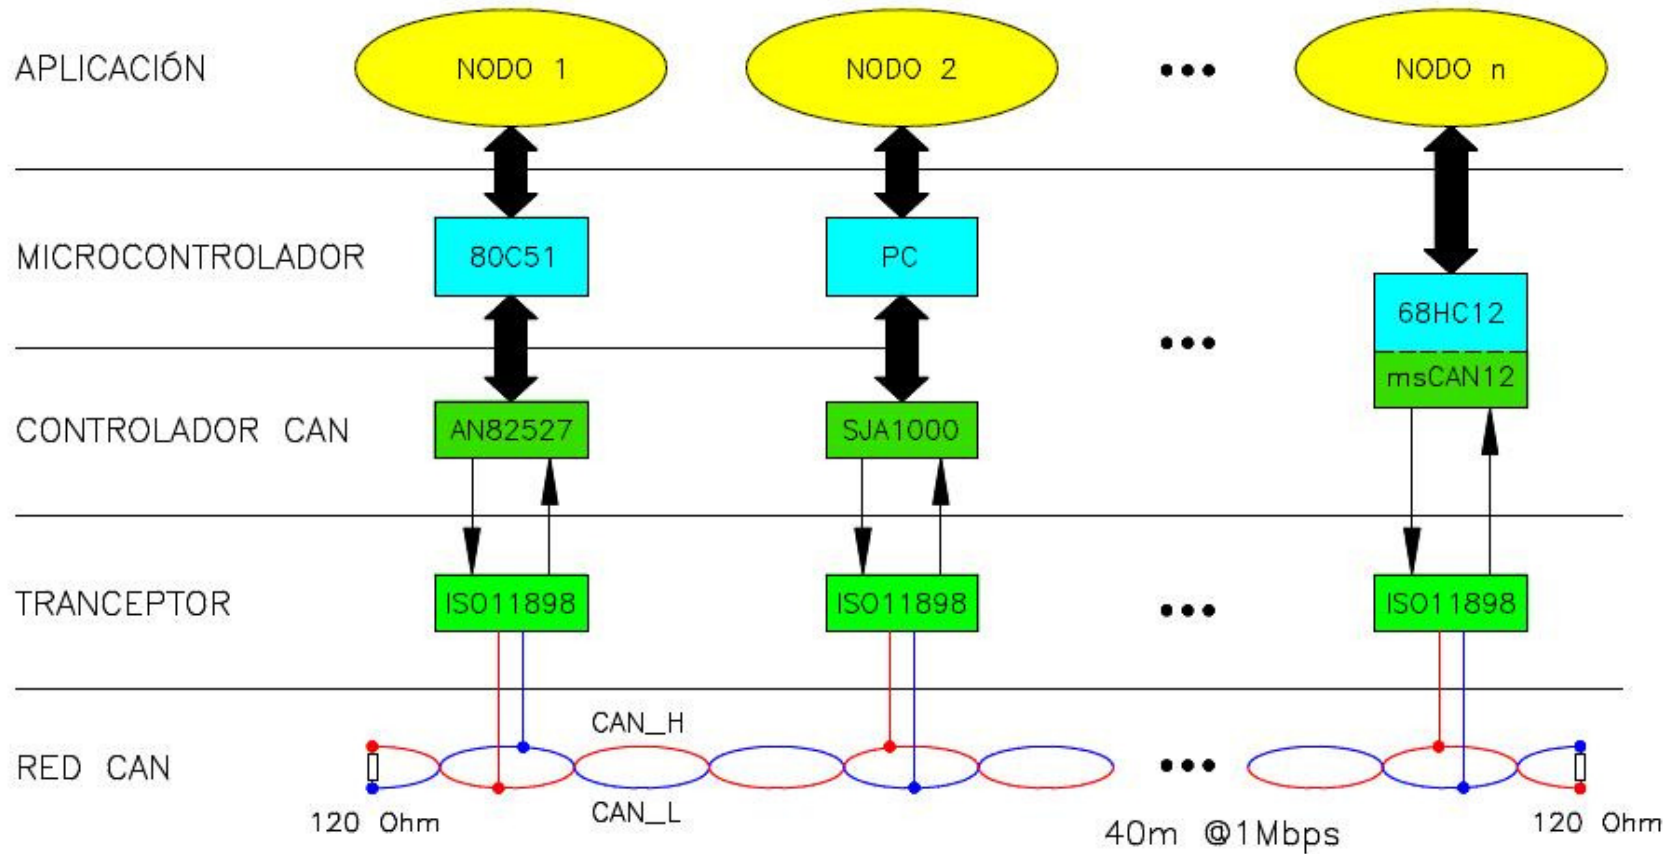 APLICACIÓN
NODO 1
NODO 2
NODO n
MICROCONTROLADOR
80C51
PC
68HC12
msCAN12
CONTROLADOR CAN
AN82527
SJA1000
TRANCEPTOR
ISO11898
ISO11898
ISO11898
CAN_H
RED CAN
CAN_L
120 Ohm
40m @1Mbps
120 Ohm